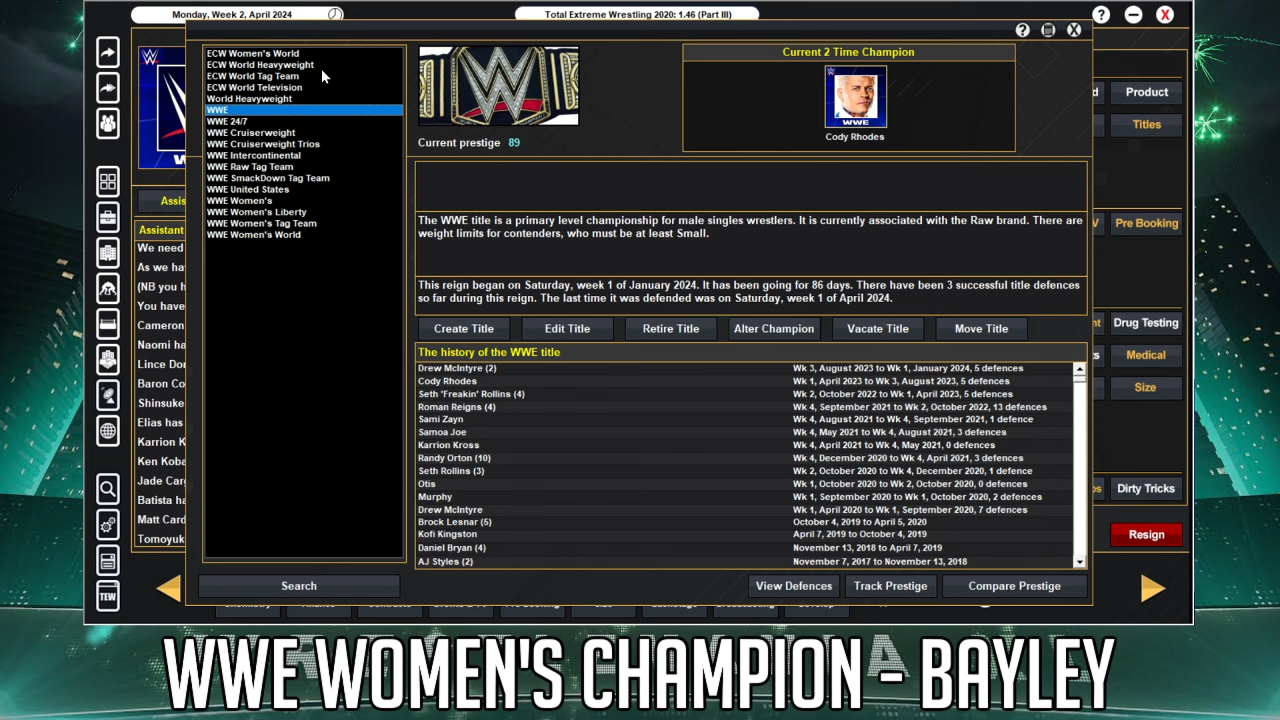 Monday, Week 2, April 2024
Total Extreme Wrestling 2020: 1.46 (Part III)
ECW Women's World
ECW World Heavyweight
ECW World Tag Team
ECW World Television
World Heavyweight
WWE
WWE 24/7
WWE Cruiserweight
WWE Cruiserweight Trios
WWE Intercontinental
WWE Raw Tag Team
WWE SmackDown Tag Team
WWE United States
WWE Women's
WWE Women's Liberty
WWE Women's Tag Team
WWE Women's World
Search
Current prestige 89
Current 2 Time Champion
WWE
Cody Rhodes
The WWE title is a primary level championship for male singles wrestlers. It is currently associated with the Raw brand. There are
weight limits for contenders, who must be at least Small.
This reign began on Saturday, week 1 of January 2024. It has been going for 86 days. There have been 3 successful title defences
so far during this reign. The last time it was defended was on Saturday, week 1 of April 2024.
Create Title Edit Title Retire Title Alter Champion Vacate Title Move Title
The history of the WWE title
Drew McIntyre (2) Wk 3, August 2023 to Wk 1, January 2024, 5 defences
Cody Rhodes Wk 1, April 2023 to Wk 3, August 2023, 5 defences
Seth 'Freakin' Rollins (4) Wk 2, October 2022 to Wk 1, April 2023, 5 defences
Roman Reigns (4) Wk 4, September 2021 to Wk 2, October 2022, 13 defences
Sami Zayn Wk 4, August 2021 to Wk 4, September 2021, 1 defence
Samoa Joe Wk 4, May 2021 to Wk 4, August 2021, 3 defences
Karrion Kross Wk 4, April 2021 to Wk 4, May 2021, 0 defences
Randy Orton (10) Wk 4, December 2020 to Wk 4, April 2021, 3 defences
Seth Rollins (3) Wk 2, October 2020 to Wk 4, December 2020, 1 defence
Otis Wk 1, October 2020 to Wk 2, October 2020, 0 defences
Murphy Wk 1, September 2020 to Wk 1, October 2020, 2 defences
Drew McIntyre Wk 1, April 2020 to Wk 1, September 2020, 7 defences
Brock Lesnar (5) October 4, 2019 to April 5, 2020
Kofi Kingston April 7, 2019 to October 4, 2019
Daniel Bryan (4) November 13, 2018 to April 7, 2019
AJ Styles (2) November 7, 2017 to November 13, 2018
View Defences Track Prestige Compare Prestige
Assis
Assistant
We need
As we ha
(NB you h
You have
Cameron
Naomi ha
Lince Do
Baron Co
Shinsuke
Elias has
Karrion K
Ken Koba
Jade Car
Batista ha
Matt Card
Tomoyuk
TEW
d Product
Titles
V Pre Booking
nt Drug Testing
ts Medical
Size
ps Dirty Tricks
Resign
WWE WOMEN'S CHAMPION - BAYLEY